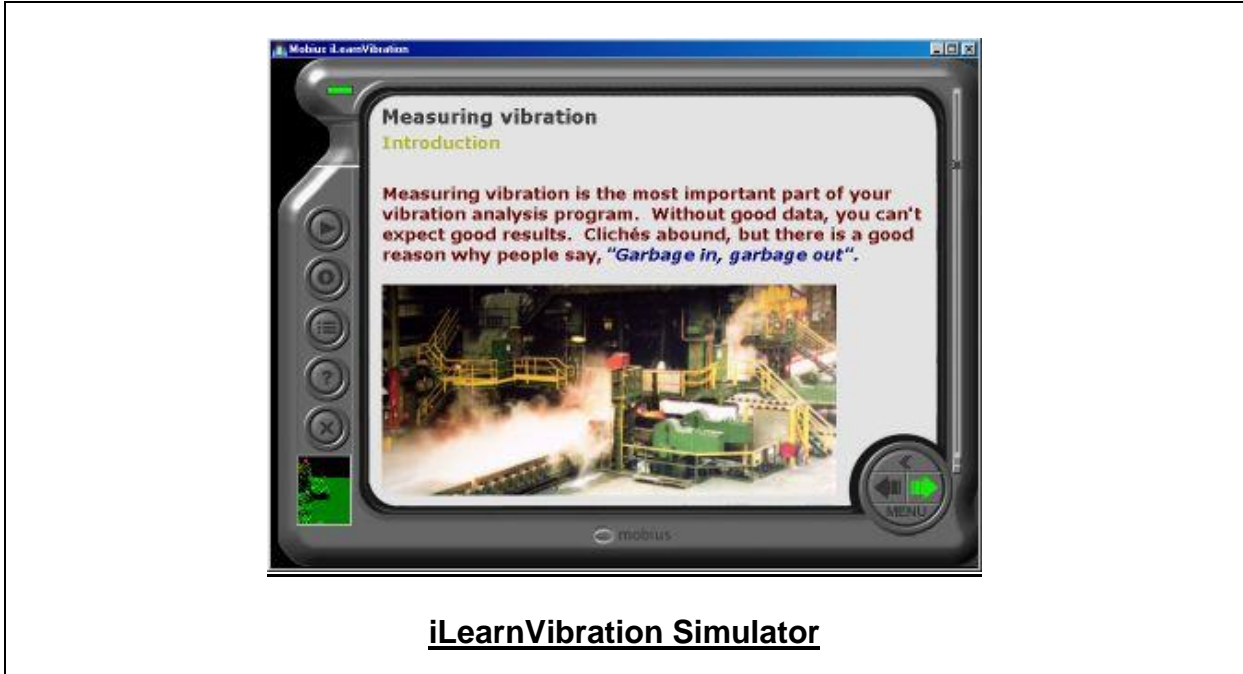 Mobius iLearnVibration
Measuring vibration
Introduction
Measuring vibration is the most important part of your
vibration analysis program.  Without good data, you can't
expect good results.  Clichés abound, but there is a good
reason why people say, "Garbage in, garbage out".
MENU
mobius
iLearnVibration Simulator